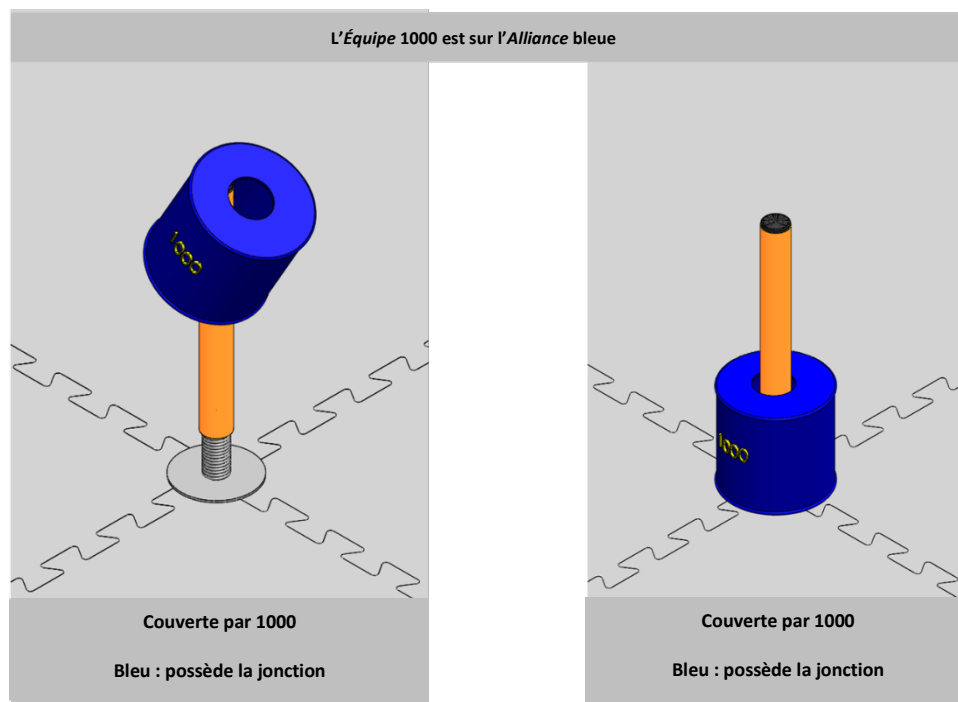 L'Équipe 1000 est sur l'Alliance bleue
1000
1000
Couverte par 1000
Bleu : possède la jonction
Couverte par 1000
Bleu : possède la jonction